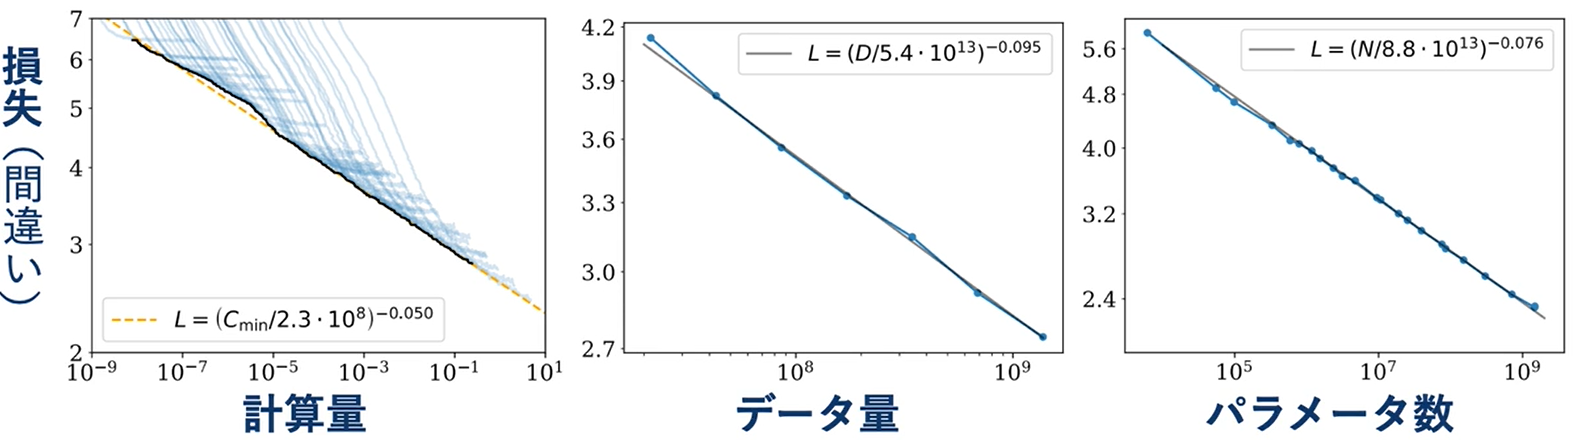 損失（間違い）
7
6
5
4
3
2
10⁻⁹ 10⁻⁷ 10⁻⁵ 10⁻³ 10⁻¹ 10¹
L = (C_min/2.3 · 10⁸)⁻⁰·⁰⁵⁰
計算量
4.2
3.9
3.6
3.3
3.0
2.7
10⁸ 10⁹
L = (D/5.4 · 10¹³)⁻⁰·⁰⁹⁵
データ量
5.6
4.8
4.0
3.2
2.4
10⁵ 10⁷ 10⁹
L = (N/8.8 · 10¹³)⁻⁰·⁰⁷⁶
パラメータ数